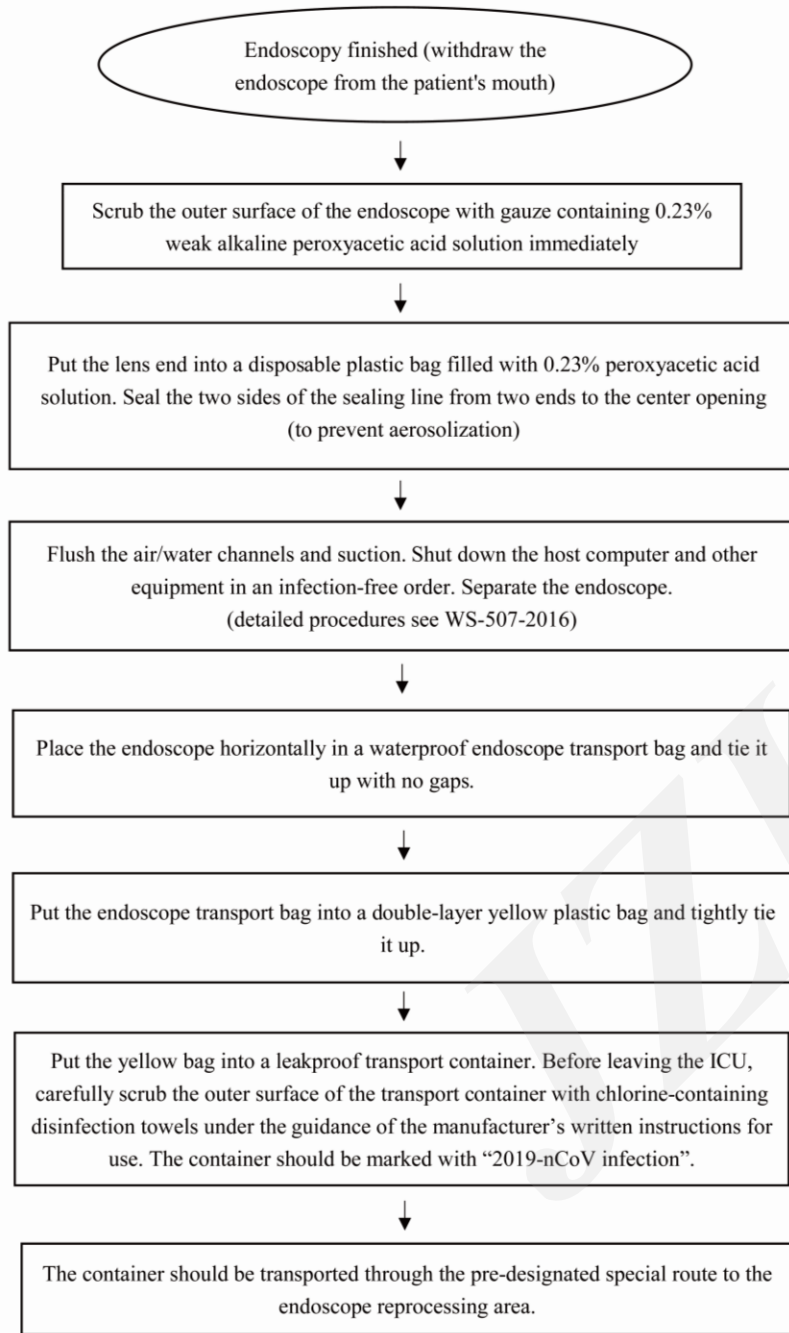 Endoscopy finished (withdraw the
endoscope from the patient's mouth)
Scrub the outer surface of the endoscope with gauze containing 0.23%
weak alkaline peroxyacetic acid solution immediately
Put the lens end into a disposable plastic bag filled with 0.23% peroxyacetic acid
solution. Seal the two sides of the sealing line from two ends to the center opening
(to prevent aerosolization)
Flush the air/water channels and suction. Shut down the host computer and other
equipment in an infection-free order. Separate the endoscope.
(detailed procedures see WS-507-2016)
Place the endoscope horizontally in a waterproof endoscope transport bag and tie it
up with no gaps.
Put the endoscope transport bag into a double-layer yellow plastic bag and tightly tie
it up.
Put the yellow bag into a leakproof transport container. Before leaving the ICU,
carefully scrub the outer surface of the transport container with chlorine-containing
disinfection towels under the guidance of the manufacturer’s written instructions for
use. The container should be marked with “2019-nCoV infection”.
The container should be transported through the pre-designated special route to the
endoscope reprocessing area.